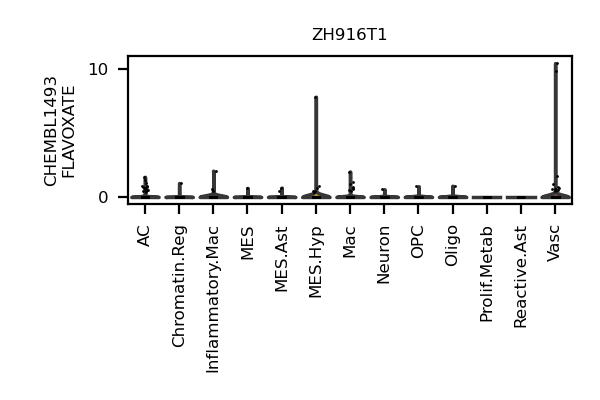 ZH916T1
CHEMBL1493
FLAVOXATE
10
0
AC
Chromatin.Reg
Inflammatory.Mac
MES
MES.Ast
MES.Hyp
Mac
Neuron
OPC
Oligo
Prolif.Metab
Reactive.Ast
Vasc